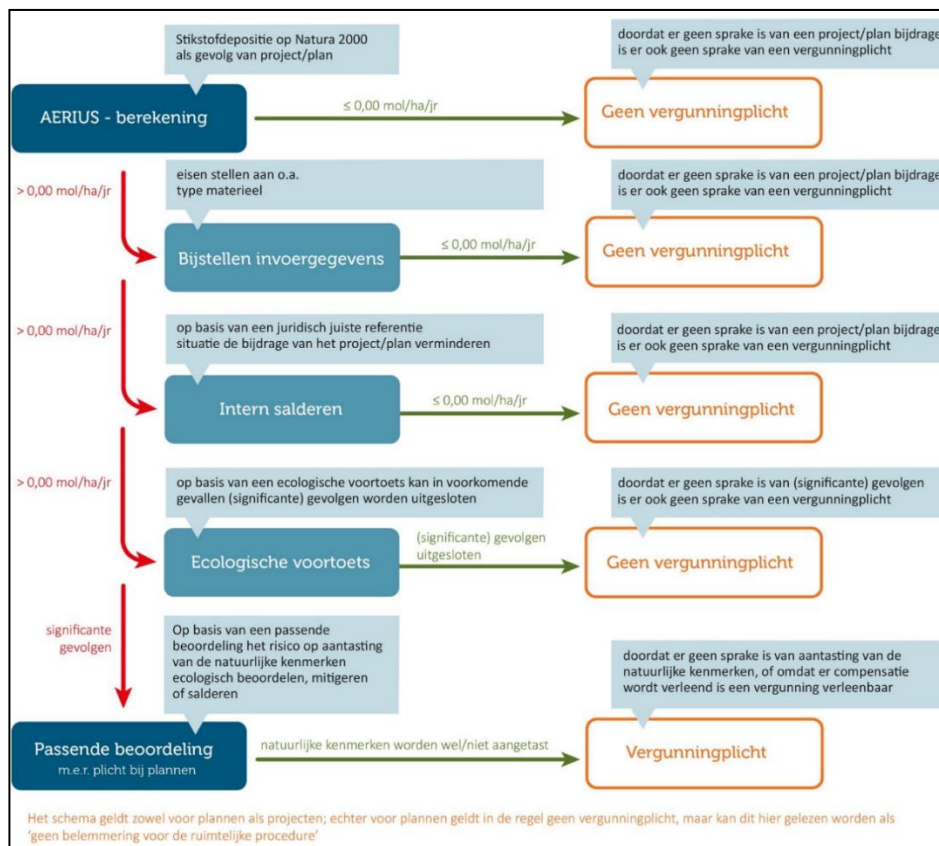 Stikstofdepositie op Natura 2000
als gevolg van project/plan
doordat er geen sprake is van een project/plan bijdrage
is er ook geen sprake van een vergunningplicht
AERIUS - berekening
≤ 0,00 mol/ha/jr
Geen vergunningplicht
> 0,00 mol/ha/jr
eisen stellen aan o.a.
type materieel
doordat er geen sprake is van een project/plan bijdrage
is er ook geen sprake van een vergunningplicht
Bijstellen invoergegevens
≤ 0,00 mol/ha/jr
Geen vergunningplicht
> 0,00 mol/ha/jr
op basis van een juridisch juiste referentie
situatie de bijdrage van het project/plan verminderen
doordat er geen sprake is van een project/plan bijdrage
is er ook geen sprake van een vergunningplicht
Intern salderen
≤ 0,00 mol/ha/jr
Geen vergunningplicht
> 0,00 mol/ha/jr
op basis van een ecologische voortoets kan in voorkomende
gevallen (significante) gevolgen worden uitgesloten
doordat er geen sprake is van (significante) gevolgen
is er ook geen sprake van een vergunningplicht
Ecologische voortoets
(significante) gevolgen
uitgesloten
Geen vergunningplicht
significante
gevolgen
Op basis van een passende
beoordeling het risico op aantasting
van de natuurlijke kenmerken
ecologisch beoordelen, mitigeren
of salderen
doordat er geen sprake is van aantasting van de
natuurlijke kenmerken, of omdat er compensatie
wordt verleend is een vergunning verleenbaar
Passende beoordeling
m.e.r. plicht bij plannen
natuurlijke kenmerken worden wel/niet aangetast
Vergunningplicht
Het schema geldt zowel voor plannen als projecten; echter voor plannen geldt in de regel geen vergunningplicht, maar kan dit hier gelezen worden als
'geen belemmering voor de ruimtelijke procedure'